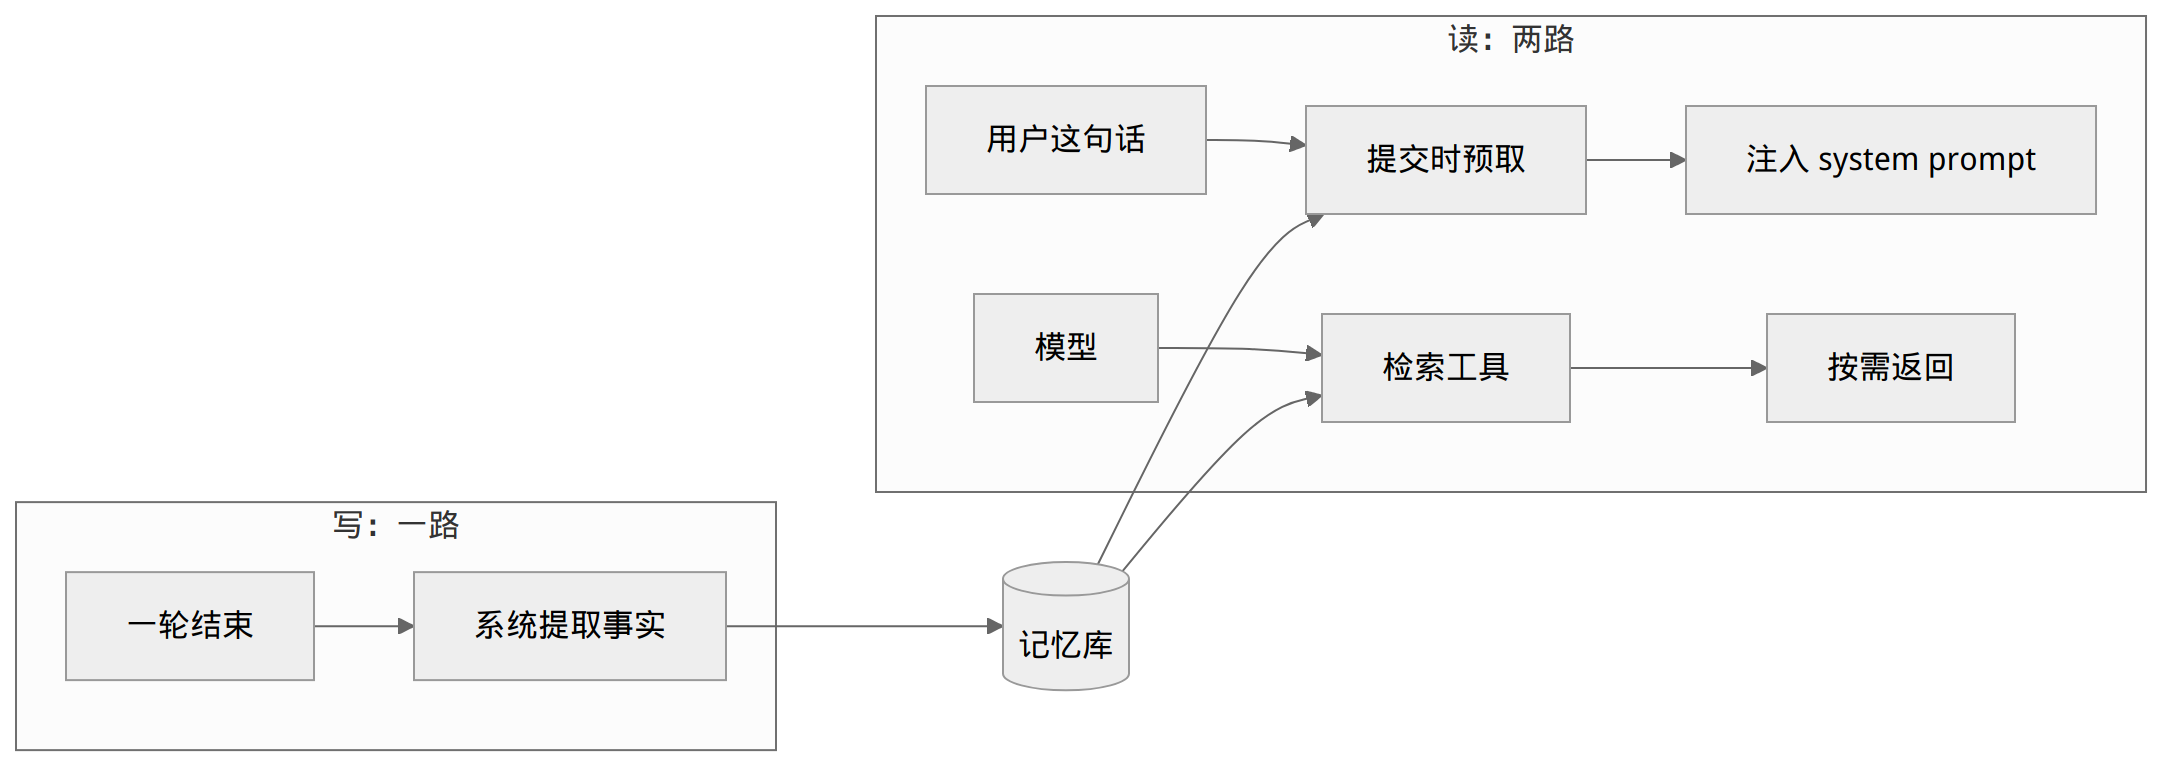 读：两路
用户这句话
提交时预取
注入 system prompt
模型
检索工具
按需返回
写：一路
一轮结束
系统提取事实
记忆库